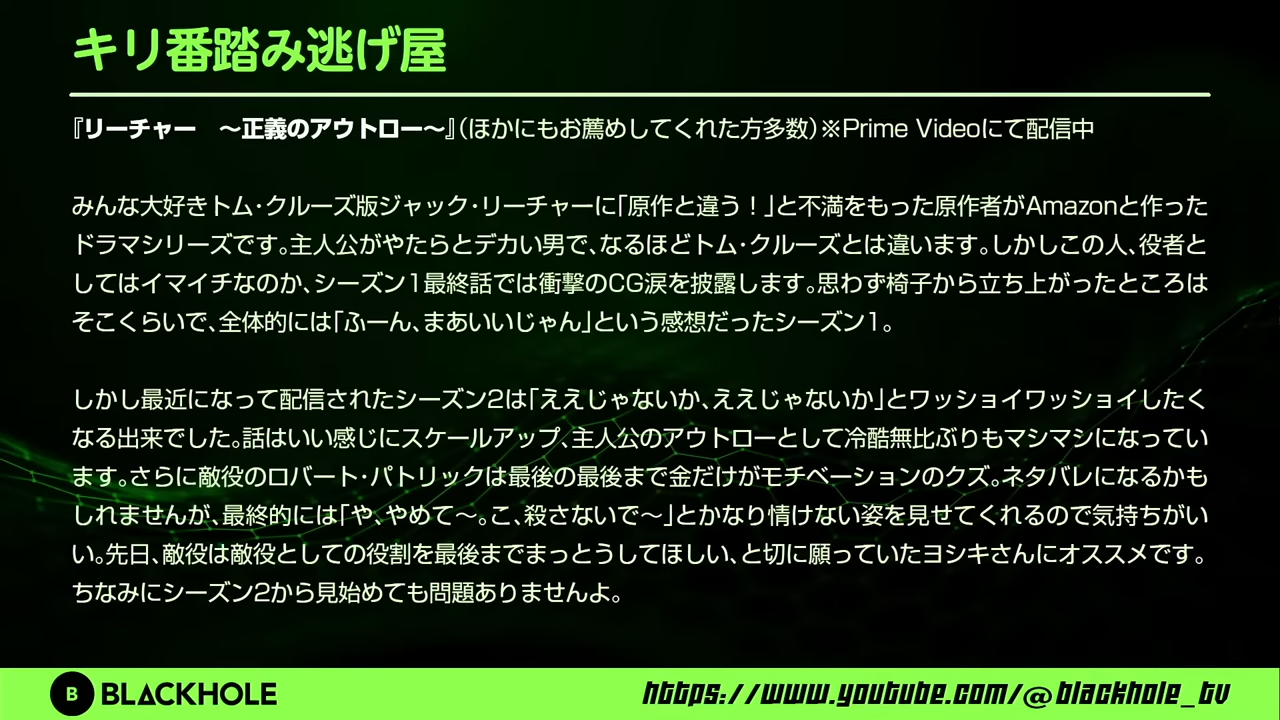 キリ番踏み逃げ屋
『リーチャー　～正義のアウトロー～』（ほかにもお薦めしてくれた方多数）※Prime Videoにて配信中
みんな大好きトム・クルーズ版ジャック・リーチャーに「原作と違う！」と不満をもった原作者がAmazonと作った
ドラマシリーズです。主人公がやたらとデカい男で、なるほどトム・クルーズとは違います。しかしこの人、役者と
してはイマイチなのか、シーズン1最終話では衝撃のCG涙を披露します。思わず椅子から立ち上がったところは
そこくらいで、全体的には「ふーん、まあいいじゃん」という感想だったシーズン1。
しかし最近になって配信されたシーズン2は「ええじゃないか、ええじゃないか」とワッショイワッショイしたく
なる出来でした。話はいい感じにスケールアップ、主人公のアウトローとして冷酷無比ぶりもマシマシになってい
ます。さらに敵役のロバート・パトリックは最後の最後まで金だけがモチベーションのクズ。ネタバレになるかも
しれませんが、最終的には「や、やめて～。こ、殺さないで～」とかなり情けない姿を見せてくれるので気持ちがい
い。先日、敵役は敵役としての役割を最後までまっとうしてほしい、と切に願っていたヨシキさんにオススメです。
ちなみにシーズン2から見始めても問題ありませんよ。
B BLACKHOLE
https://www.youtube.com/@blackhole_tv